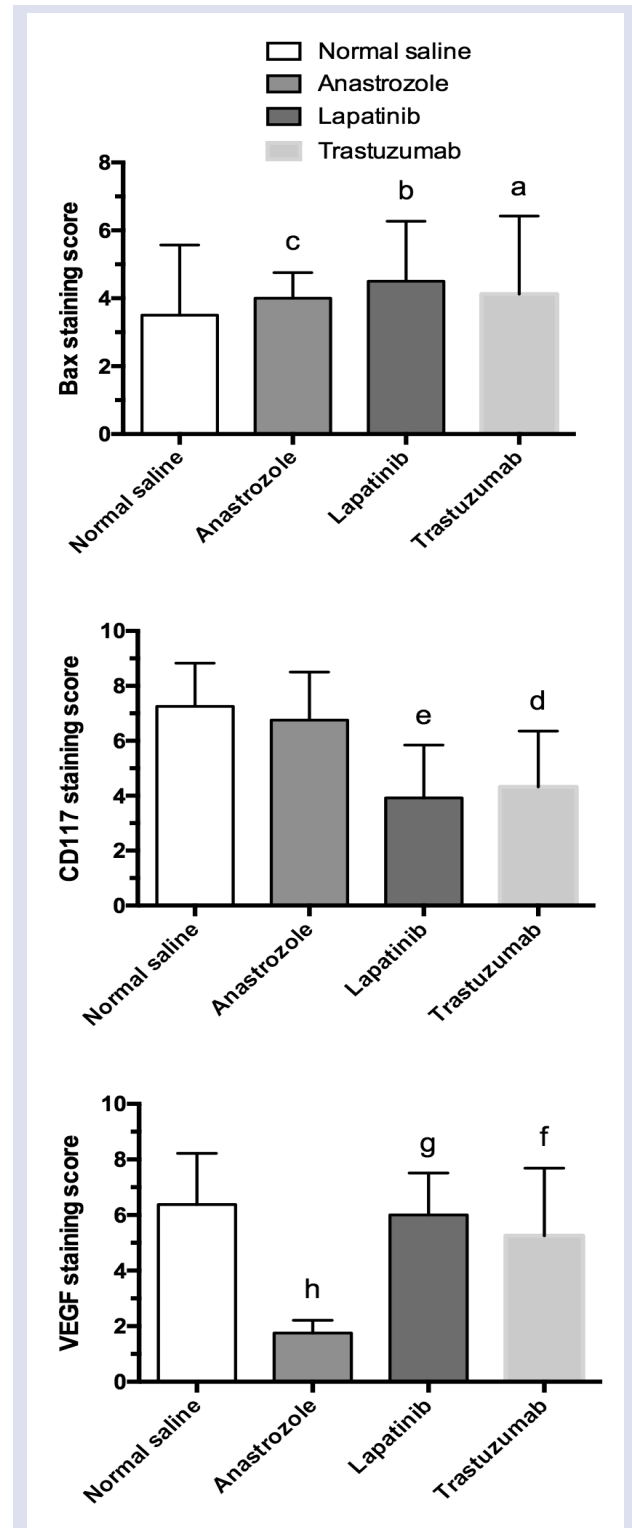 Normal saline
Anastrozole
Lapatinib
Trastuzumab
Bax staining score
8
6
4
2
0
c
b
a
Normal saline
Anastrozole
Lapatinib
Trastuzumab
CD117 staining score
10
8
6
4
2
0
e
d
Normal saline
Anastrozole
Lapatinib
Trastuzumab
VEGF staining score
10
8
6
4
2
0
h
g
f
Normal saline
Anastrozole
Lapatinib
Trastuzumab